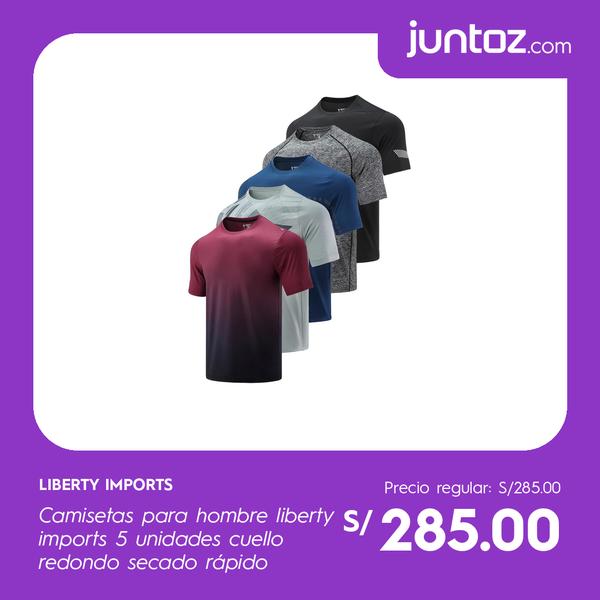 juntoz.com
LIBERTY IMPORTS
Camisetas para hombre liberty
imports 5 unidades cuello
redondo secado rápido
Precio regular: S/285.00
S/ 285.00